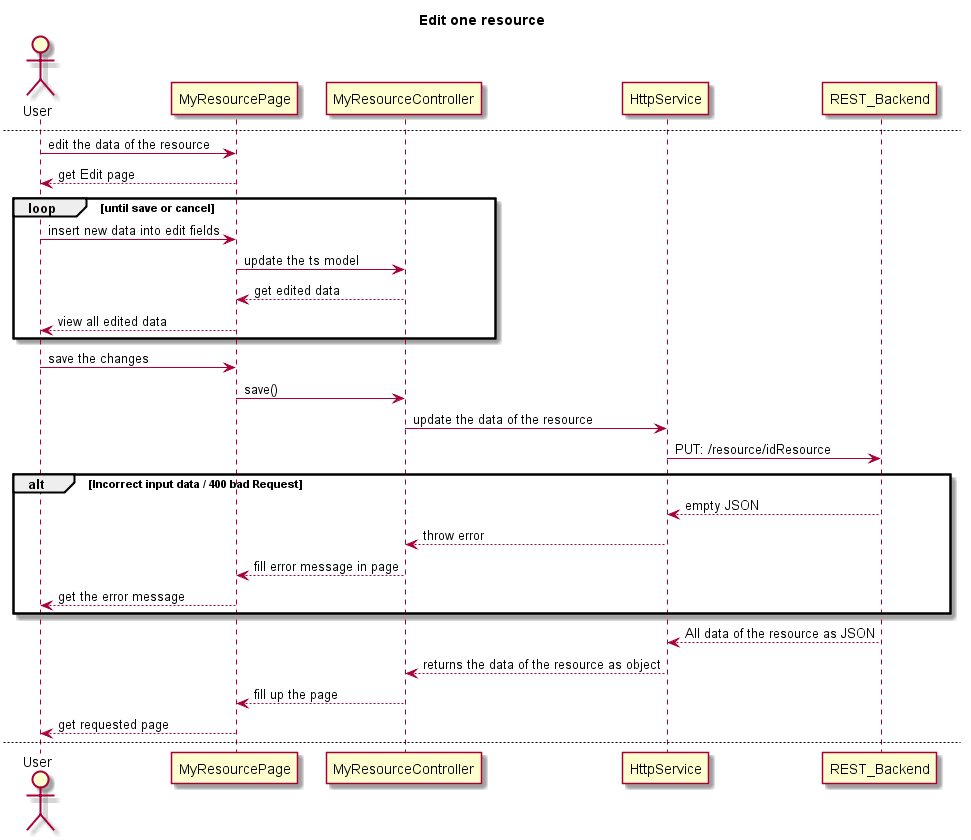 Edit one resource
User
MyResourcePage
MyResourceController
HttpService
REST_Backend
edit the data of the resource
get Edit page
loop [until save or cancel]
insert new data into edit fields
update the ts model
get edited data
view all edited data
save the changes
save()
update the data of the resource
PUT: /resource/idResource
alt [Incorrect input data / 400 bad Request]
empty JSON
throw error
fill error message in page
get the error message
All data of the resource as JSON
returns the data of the resource as object
fill up the page
get requested page
User
MyResourcePage
MyResourceController
HttpService
REST_Backend